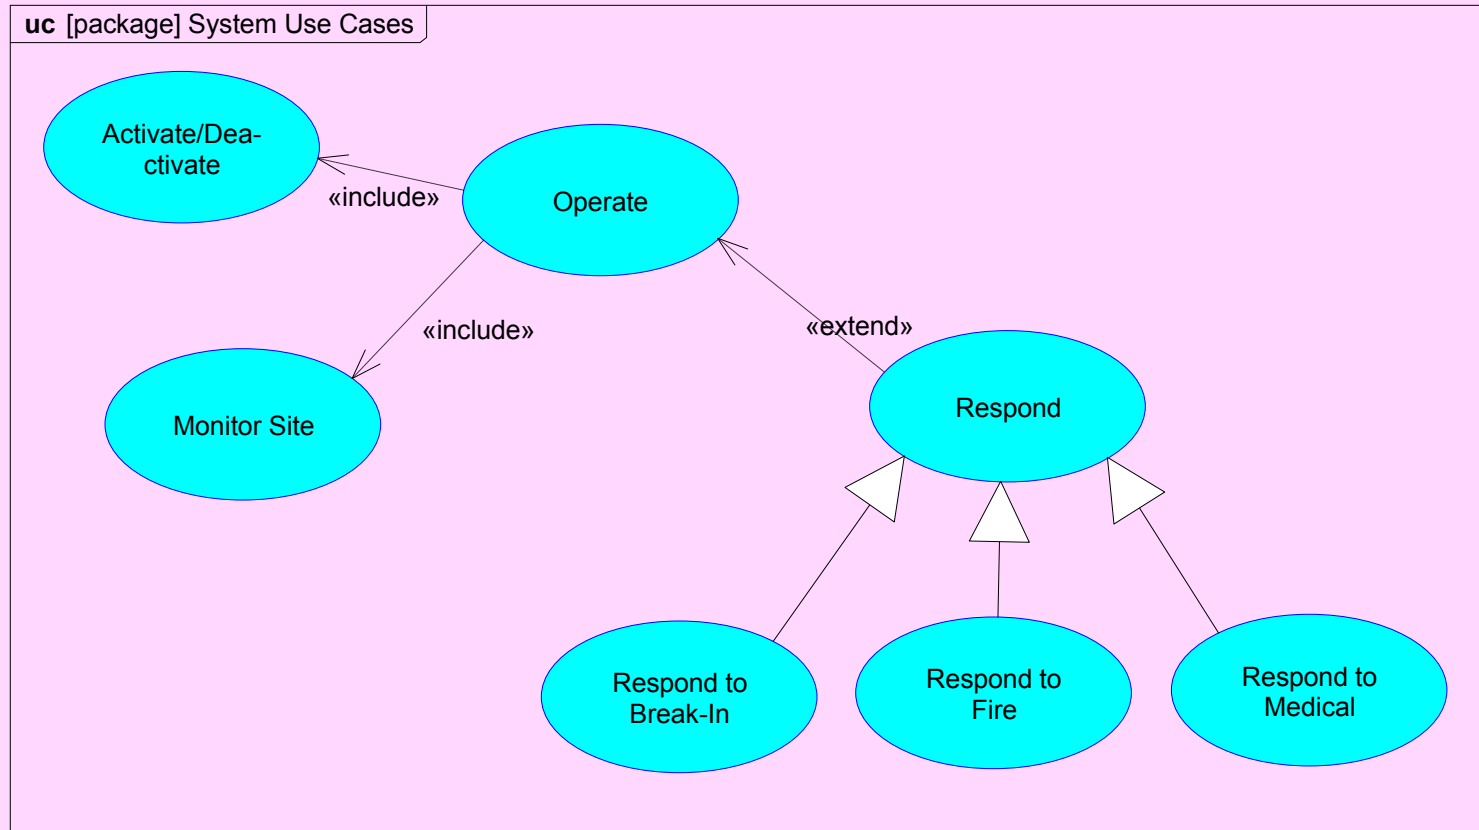 uc [package] System Use Cases
Activate/Dea-
ctivate
«include»
Operate
«include»
«extend»
Monitor Site
Respond
Respond to
Break-In
Respond to
Fire
Respond to
Medical